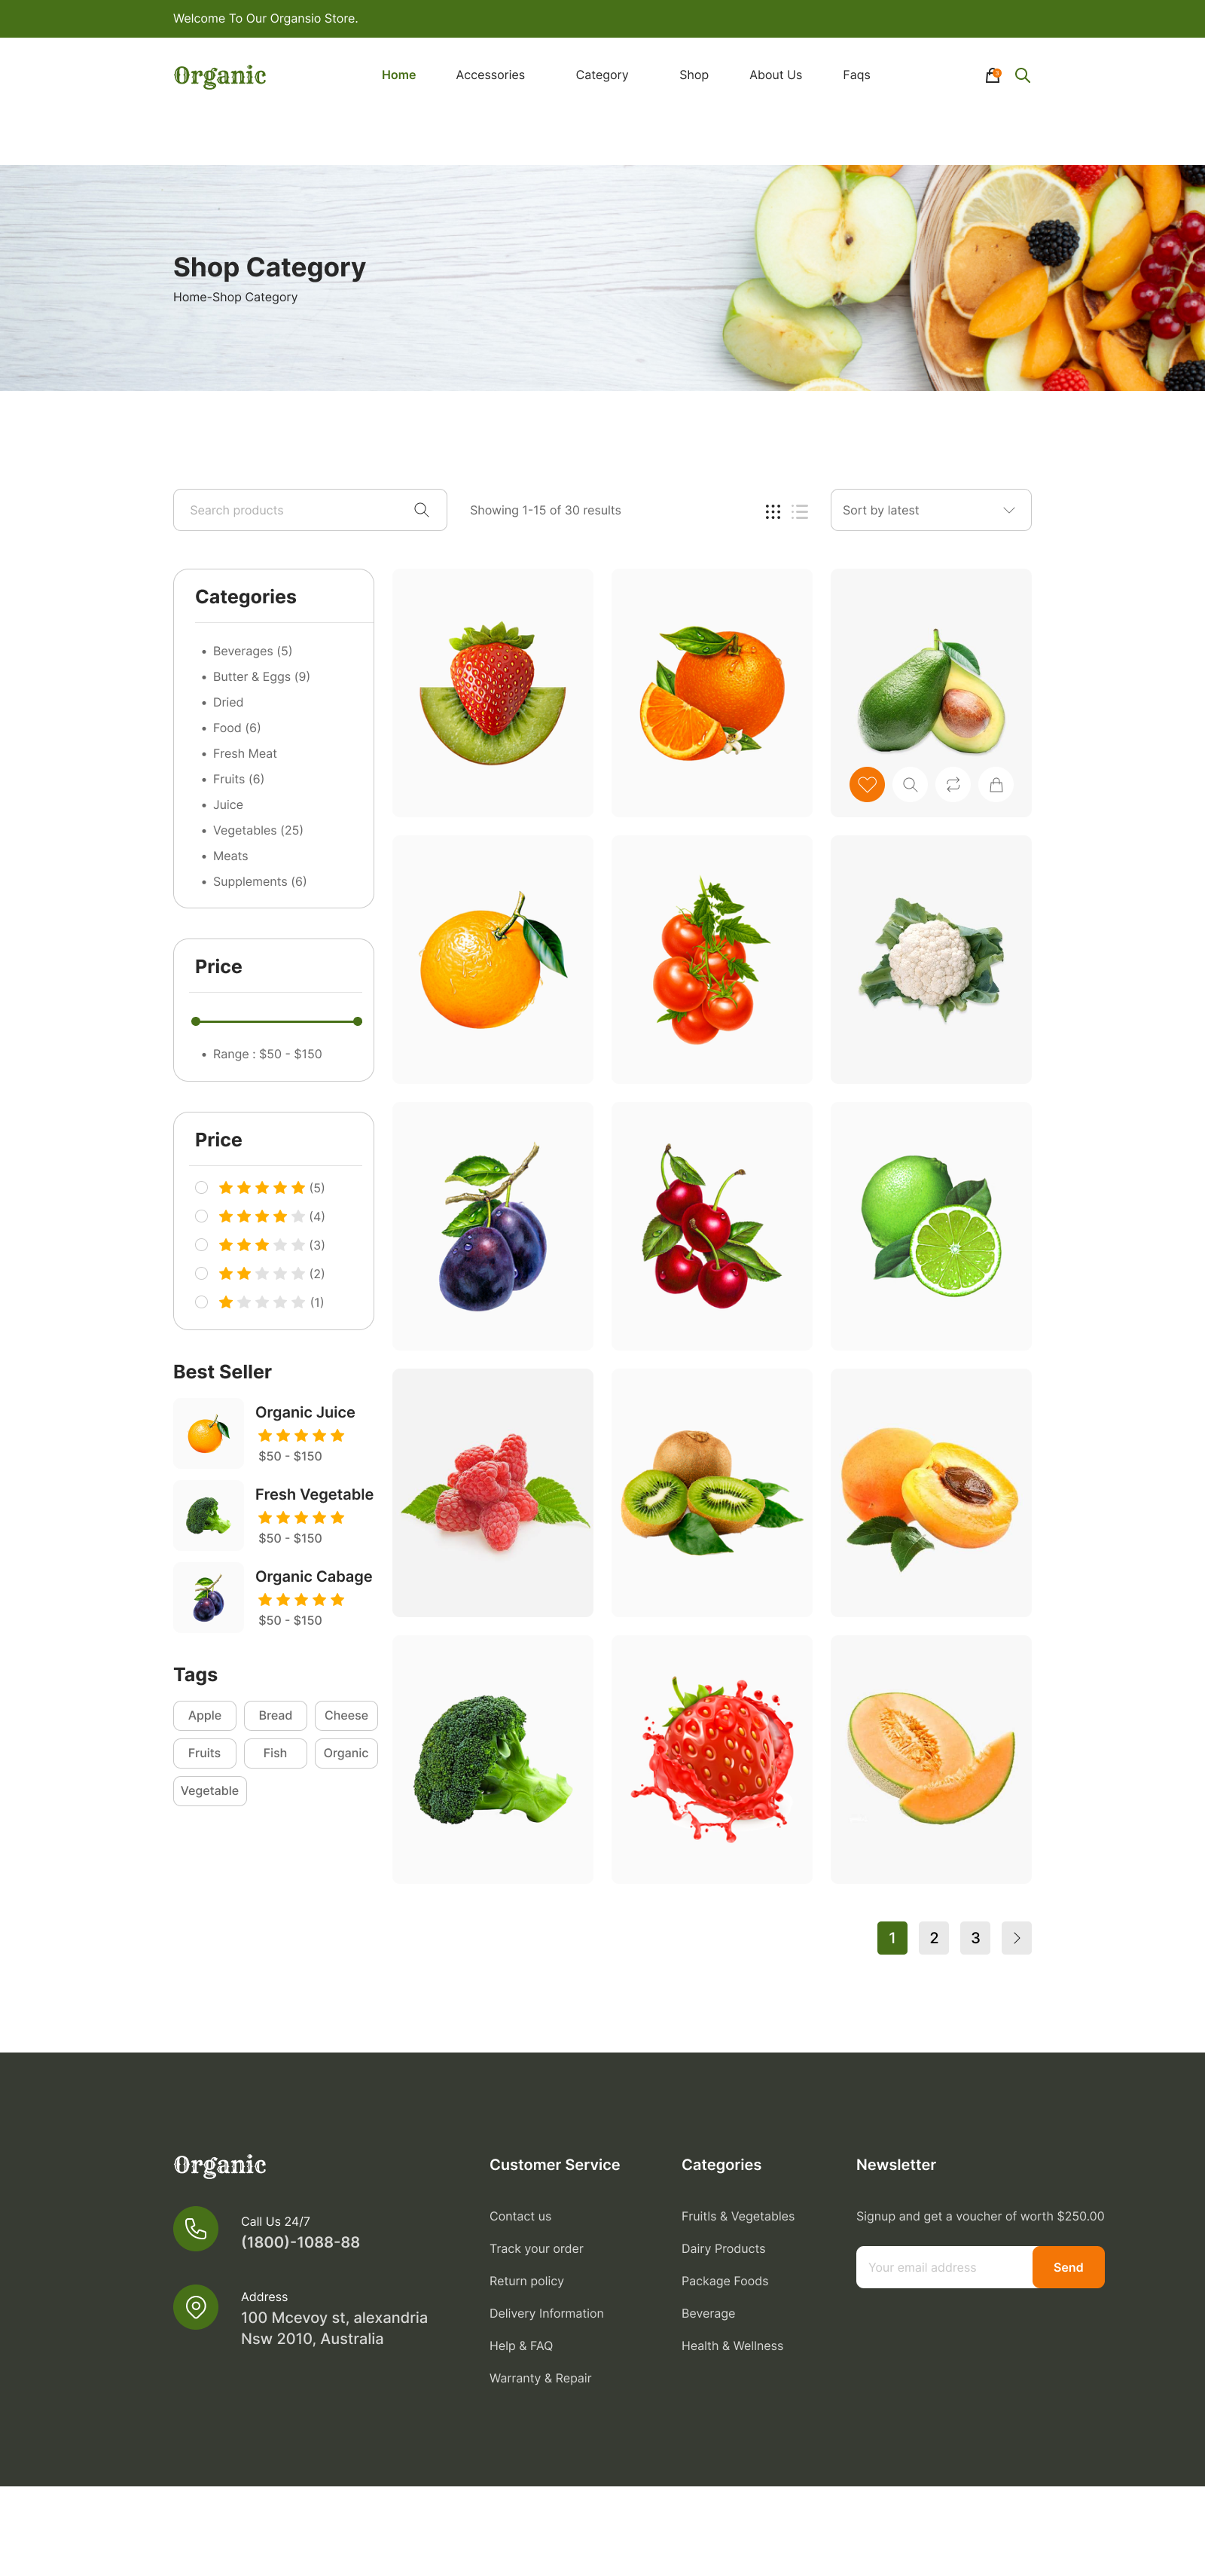 Welcome To Our Organsio Store.
Organic
Home
Accessories
Category
Shop
About Us
Faqs
Shop Category
Home-Shop Category
Search products
Showing 1-15 of 30 results
Sort by latest
Categories
• Beverages (5)
• Butter & Eggs (9)
• Dried
• Food (6)
• Fresh Meat
• Fruits (6)
• Juice
• Vegetables (25)
• Meats
• Supplements (6)
Price
• Range : $50 - $150
Price
(5)
(4)
(3)
(2)
(1)
Best Seller
Organic Juice
$50 - $150
Fresh Vegetable
$50 - $150
Organic Cabage
$50 - $150
Tags
Apple
Bread
Cheese
Fruits
Fish
Organic
Vegetable
1
2
3
Organic
Call Us 24/7
(1800)-1088-88
Address
100 Mcevoy st, alexandria
Nsw 2010, Australia
Customer Service
Contact us
Track your order
Return policy
Delivery Information
Help & FAQ
Warranty & Repair
Categories
Dairy Products
Package Foods
Beverage
Health & Wellness
Newsletter
Signup and get a voucher of worth $250.00
Your email address
Send